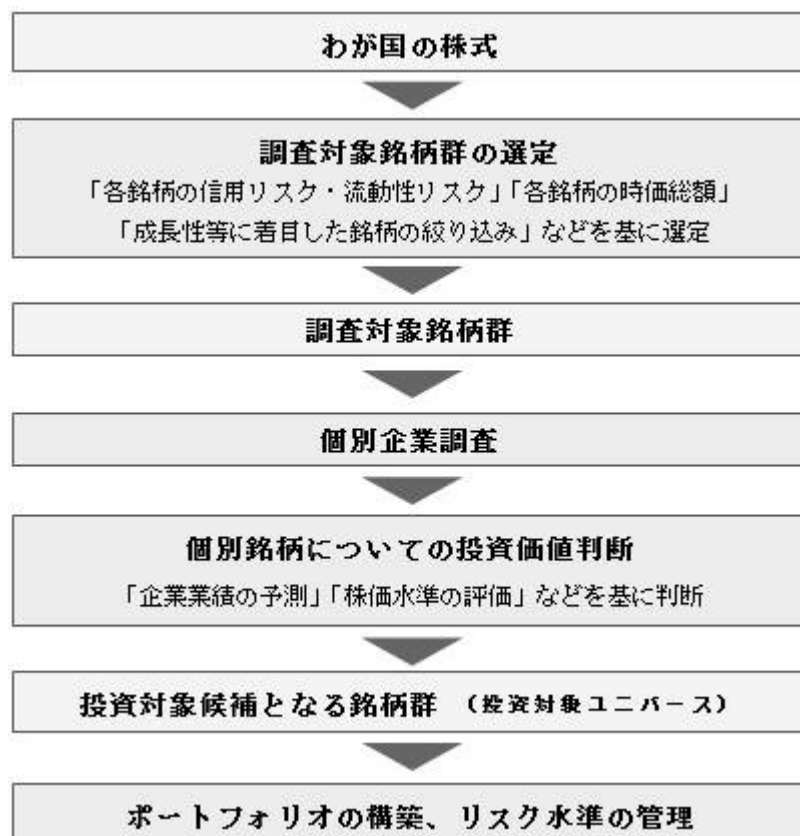 わが国の株式
調査対象銘柄群の選定
「各銘柄の信用リスク・流動性リスク」「各銘柄の時価総額」
「成長性等に着目した銘柄の絞り込み」などを基に選定
調査対象銘柄群
個別企業調査
個別銘柄についての投資価値判断
「企業業績の予測」「株価水準の評価」などを基に判断
投資対象候補となる銘柄群 (投資対象ユニバース)
ポートフォリオの構築、リスク水準の管理